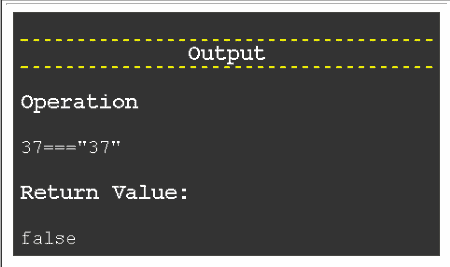 Output
Operation
37==="37"
Return Value:
false